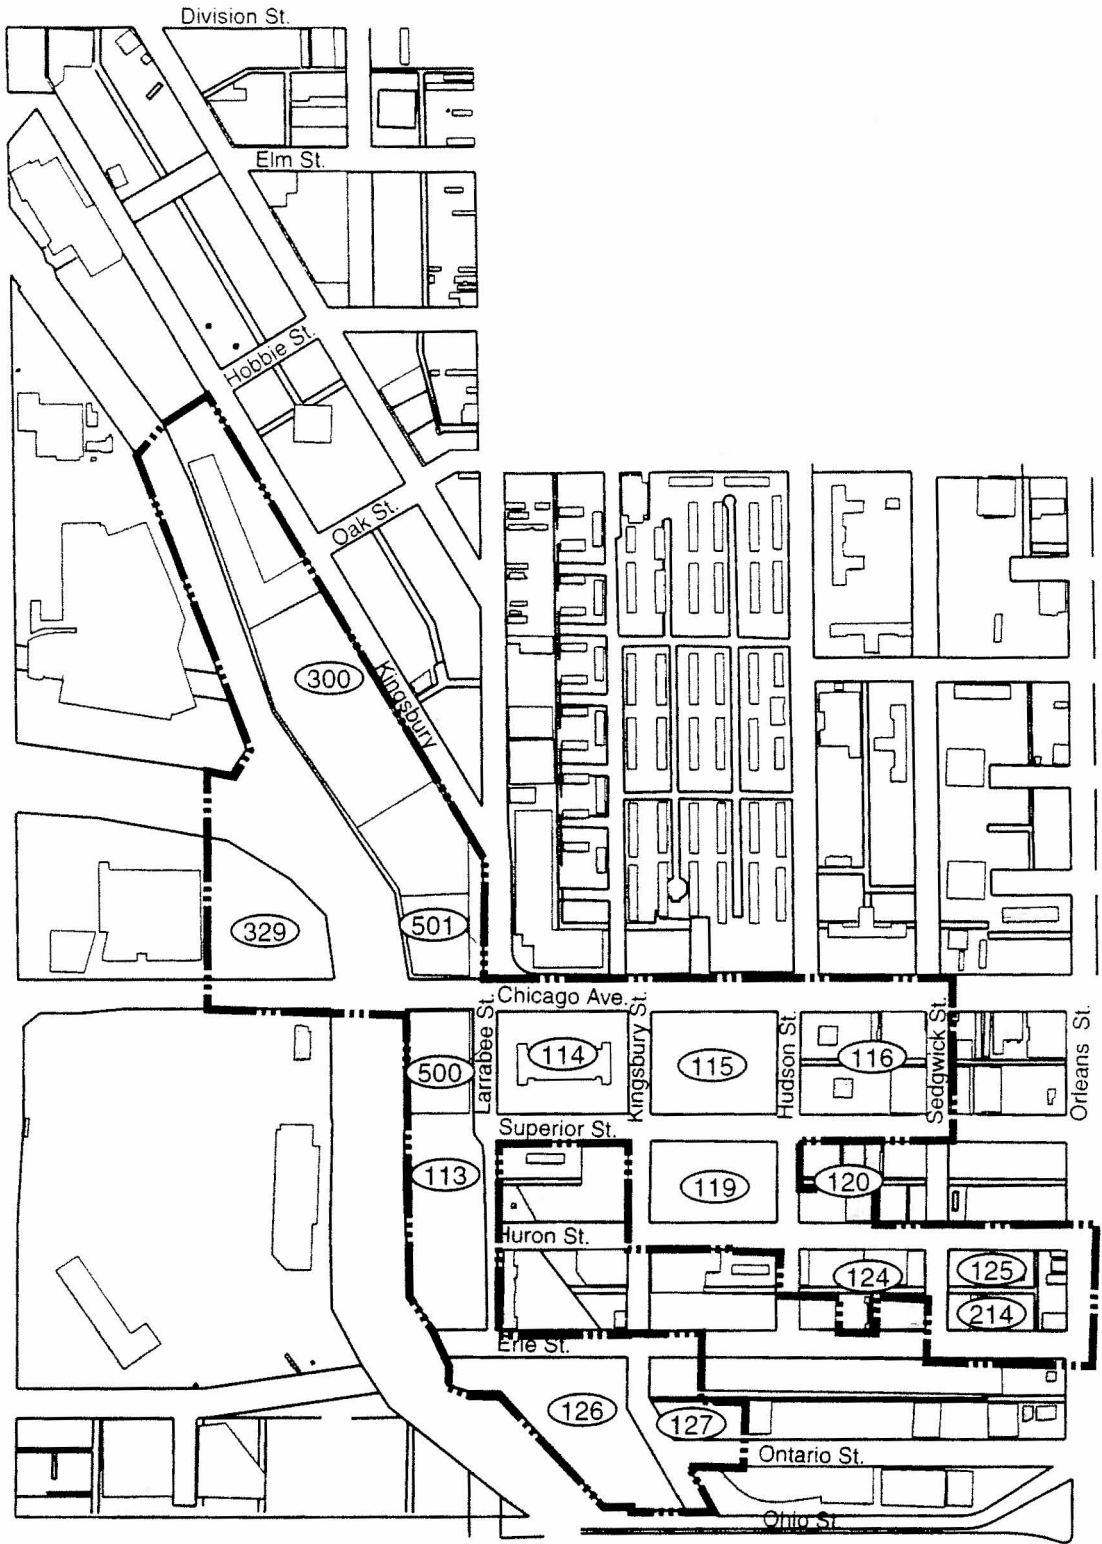 Division St.
Elm St.
Hobbie St.
Oak St.
300
Kingsbury
329
501
Chicago Ave.
Larrabee St.
Kingsbury St.
Hudson St.
Sedgwick St.
Orleans St.
500
114
115
116
Superior St.
113
119
120
Huron St.
124
125
214
Erie St.
126
127
Ontario St.
Ohio St.